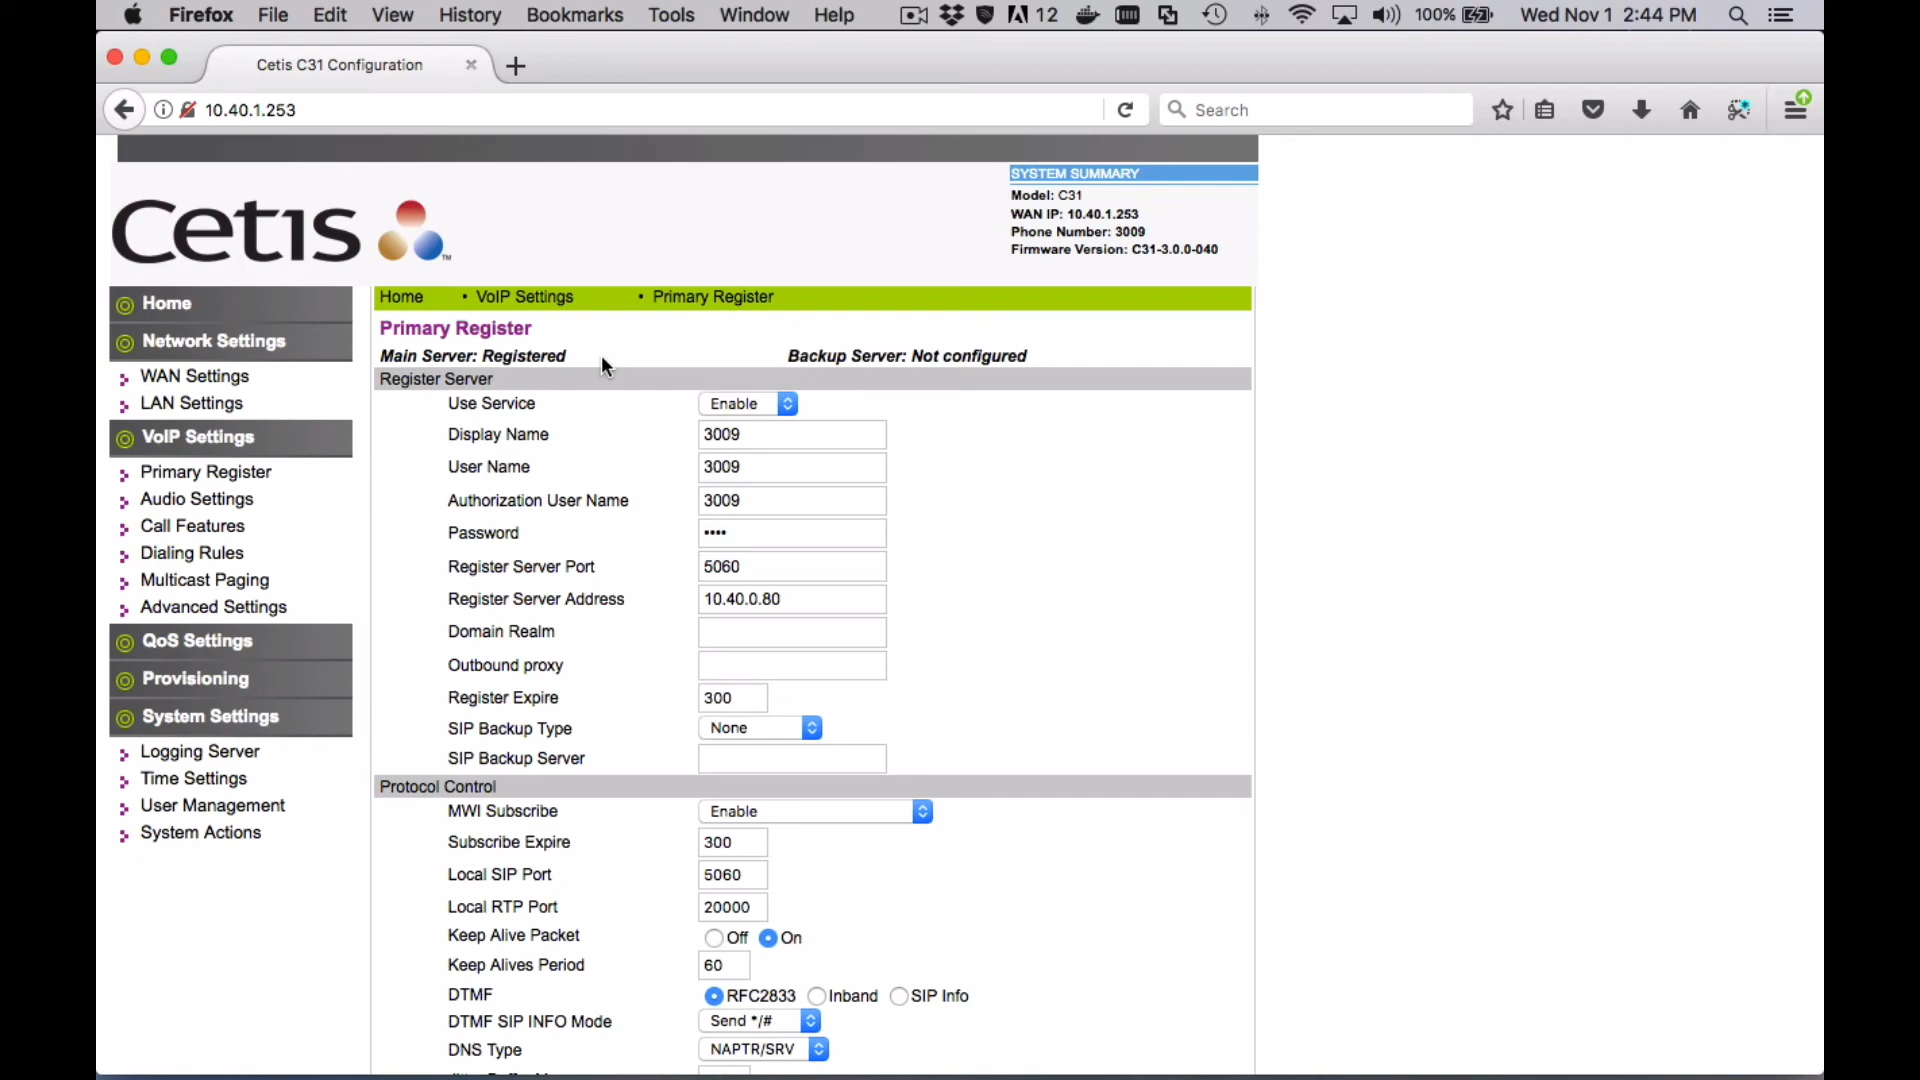 Firefox File Edit View History Bookmarks Tools Window Help 12 100% Wed Nov 1 2:44 PM
Cetis C31 Configuration
10.40.1.253 Search
SYSTEM SUMMARY
Model: C31
WAN IP: 10.40.1.253
Phone Number: 3009
Firmware Version: C31-3.0.0-040
Cetis TM
Home
Network Settings
WAN Settings
LAN Settings
VoIP Settings
Primary Register
Audio Settings
Call Features
Dialing Rules
Multicast Paging
Advanced Settings
QoS Settings
Provisioning
System Settings
Logging Server
Time Settings
User Management
System Actions
Home • VoIP Settings • Primary Register
Primary Register
Main Server: Registered Backup Server: Not configured
Register Server
Use Service Enable
Display Name 3009
User Name 3009
Authorization User Name 3009
Password ••••
Register Server Port 5060
Register Server Address 10.40.0.80
Domain Realm
Outbound proxy
Register Expire 300
SIP Backup Type None
SIP Backup Server
Protocol Control
MWI Subscribe Enable
Subscribe Expire 300
Local SIP Port 5060
Local RTP Port 20000
Keep Alive Packet Off On
Keep Alives Period 60
DTMF RFC2833 Inband SIP Info
DTMF SIP INFO Mode Send */#
DNS Type NAPTR/SRV